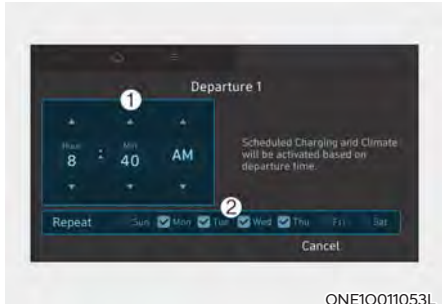 Departure 1
1
Hour Min
8 : 40 AM
Scheduled Charging and Climate
will be activated based on
departure time.
2
Repeat Sun Mon Tue Wed Thu Fri Sat
Cancel
ONE1Q011053L